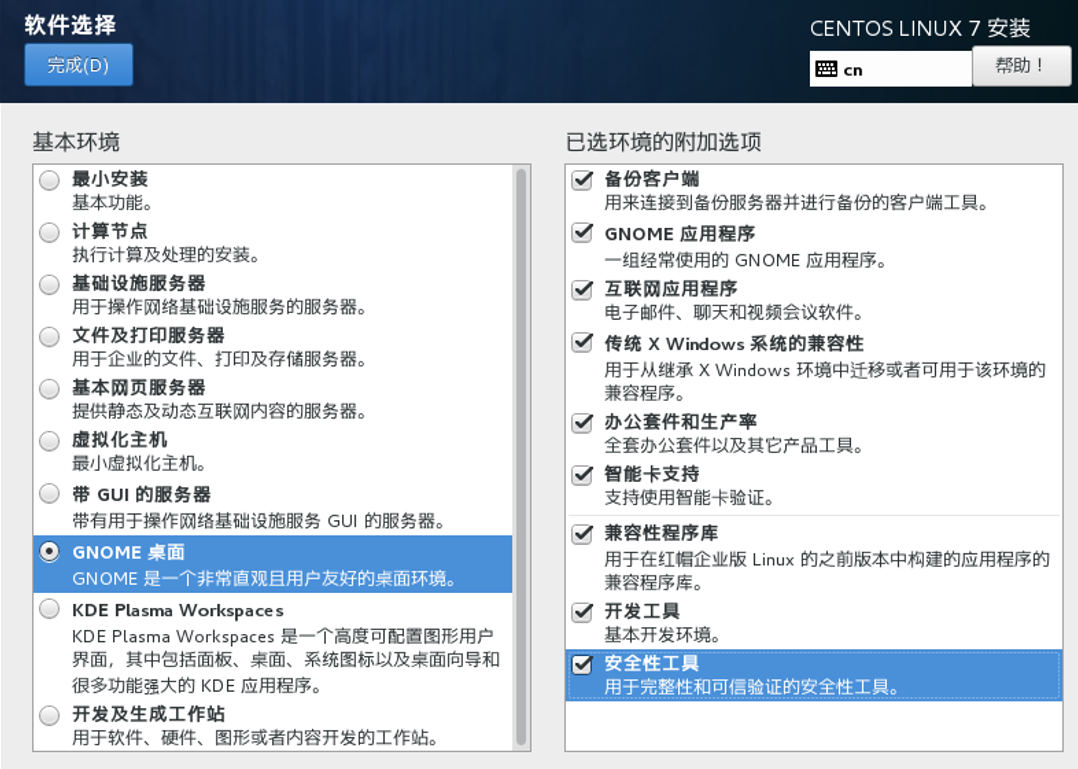 软件选择
完成(D)
CENTOS LINUX 7 安装
cn
帮助！
基本环境
最小安装
基本功能。
计算节点
执行计算及处理的安装。
基础设施服务器
用于操作网络基础设施服务的服务器。
文件及打印服务器
用于企业的文件、打印及存储服务器。
基本网页服务器
提供静态及动态互联网内容的服务器。
虚拟化主机
最小虚拟化主机。
带 GUI 的服务器
带有用于操作网络基础设施服务 GUI 的服务器。
GNOME 桌面
GNOME 是一个非常直观且用户友好的桌面环境。
KDE Plasma Workspaces
KDE Plasma Workspaces 是一个高度可配置图形用户
界面，其中包括面板、桌面、系统图标以及桌面向导和
很多功能强大的 KDE 应用程序。
开发及生成工作站
用于软件、硬件、图形或者内容开发的工作站。
已选环境的附加选项
备份客户端
用来连接到备份服务器并进行备份的客户端工具。
GNOME 应用程序
一组经常使用的 GNOME 应用程序。
互联网应用程序
电子邮件、聊天和视频会议软件。
传统 X Windows 系统的兼容性
用于从继承 X Windows 环境中迁移或者可用于该环境的
兼容程序。
办公套件和生产率
全套办公套件以及其它产品工具。
智能卡支持
支持使用智能卡验证。
兼容性程序库
用于在红帽企业版 Linux 的之前版本中构建的应用程序的
兼容程序库。
开发工具
基本开发环境。
安全性工具
用于完整性和可信验证的安全性工具。